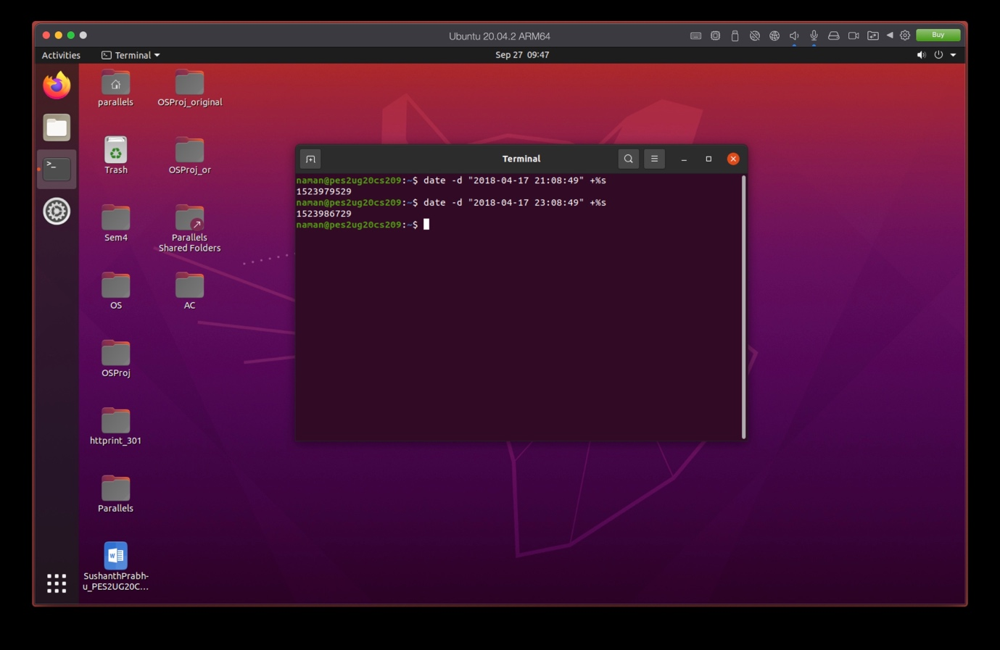 Ubuntu 20.04.2 ARM64
Buy
Activities
Terminal
Sep 27 09:47
parallels
OSProj_original
Trash
OSProj_or
Sem4
Parallels
Shared Folders
OS
AC
OSProj
httprint_301
Parallels
SushanthPrabh-
u_PES2UG20C...
Terminal
naman@pes2ug20cs209:~$ date -d "2018-04-17 21:08:49" +%s
1523979529
naman@pes2ug20cs209:~$ date -d "2018-04-17 23:08:49" +%s
1523986729
naman@pes2ug20cs209:~$